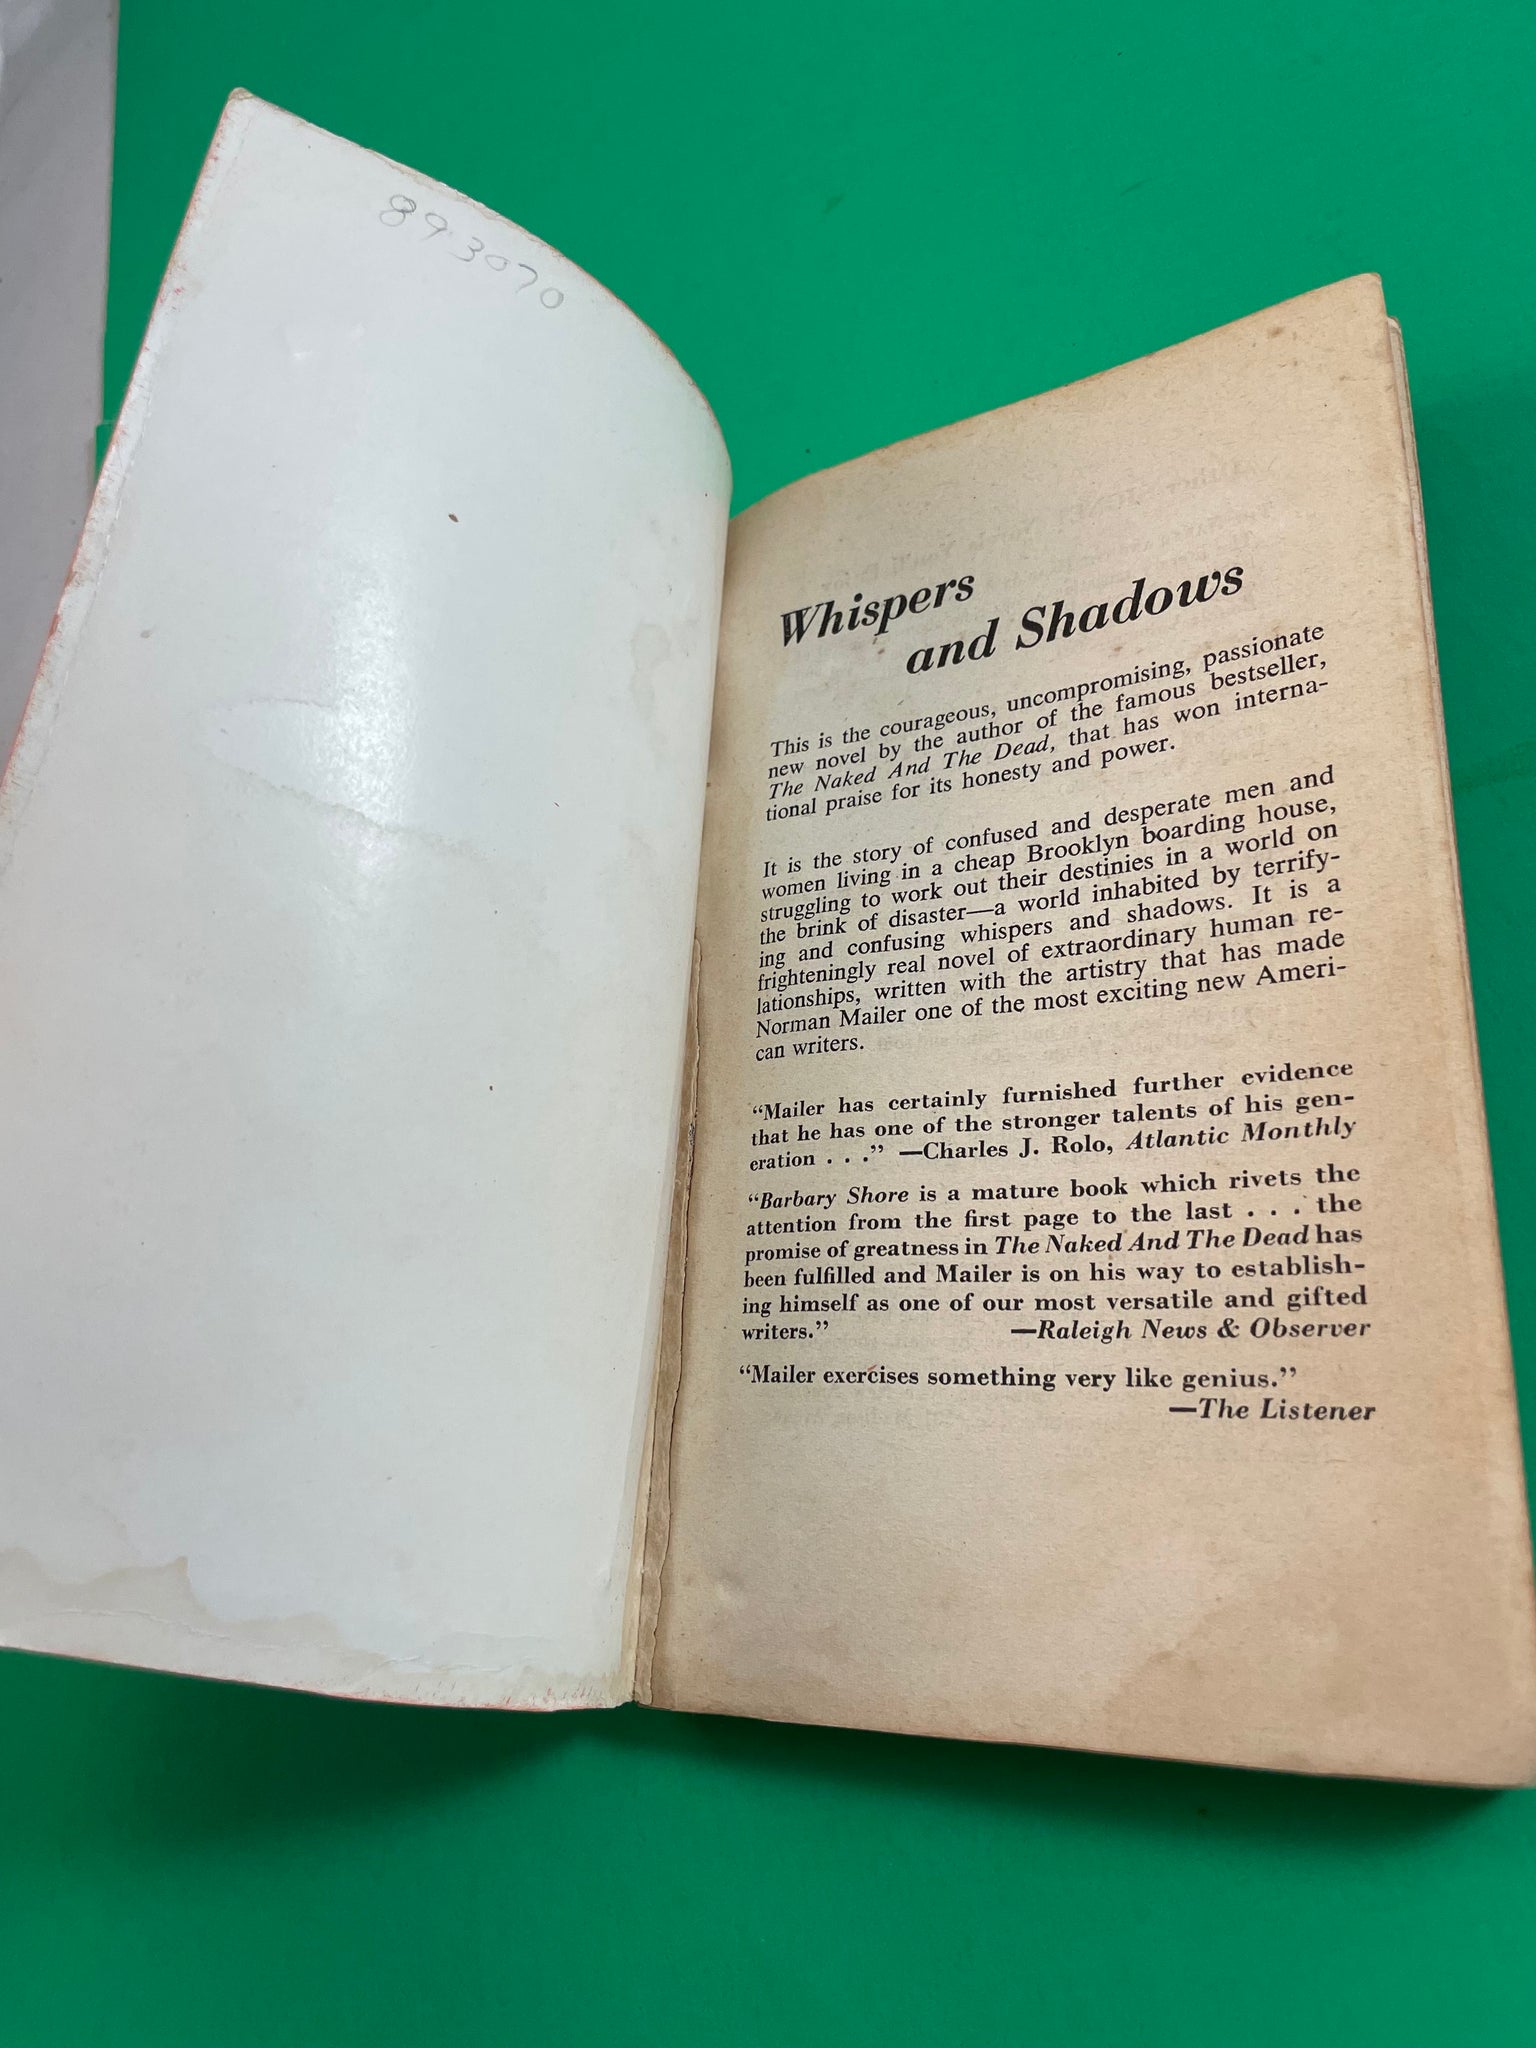 893070
Whispers
and Shadows
This is the courageous, uncompromising, passionate
new novel by the author of the famous bestseller,
The Naked And The Dead, that has won interna-
tional praise for its honesty and power.
It is the story of confused and desperate men and
women living in a cheap Brooklyn boarding house,
struggling to work out their destinies in a world on
the brink of disaster—a world inhabited by terrify-
ing and confusing whispers and shadows. It is a
frighteningly real novel of extraordinary human re-
lationships, written with the artistry that has made
Norman Mailer one of the most exciting new Ameri-
can writers.
“Mailer has certainly furnished further evidence
that he has one of the stronger talents of his gen-
eration . . .” —Charles J. Rolo, Atlantic Monthly
“Barbary Shore is a mature book which rivets the
attention from the first page to the last . . . the
promise of greatness in The Naked And The Dead has
been fulfilled and Mailer is on his way to establish-
ing himself as one of our most versatile and gifted
writers.” —Raleigh News & Observer
“Mailer exercises something very like genius.”
—The Listener